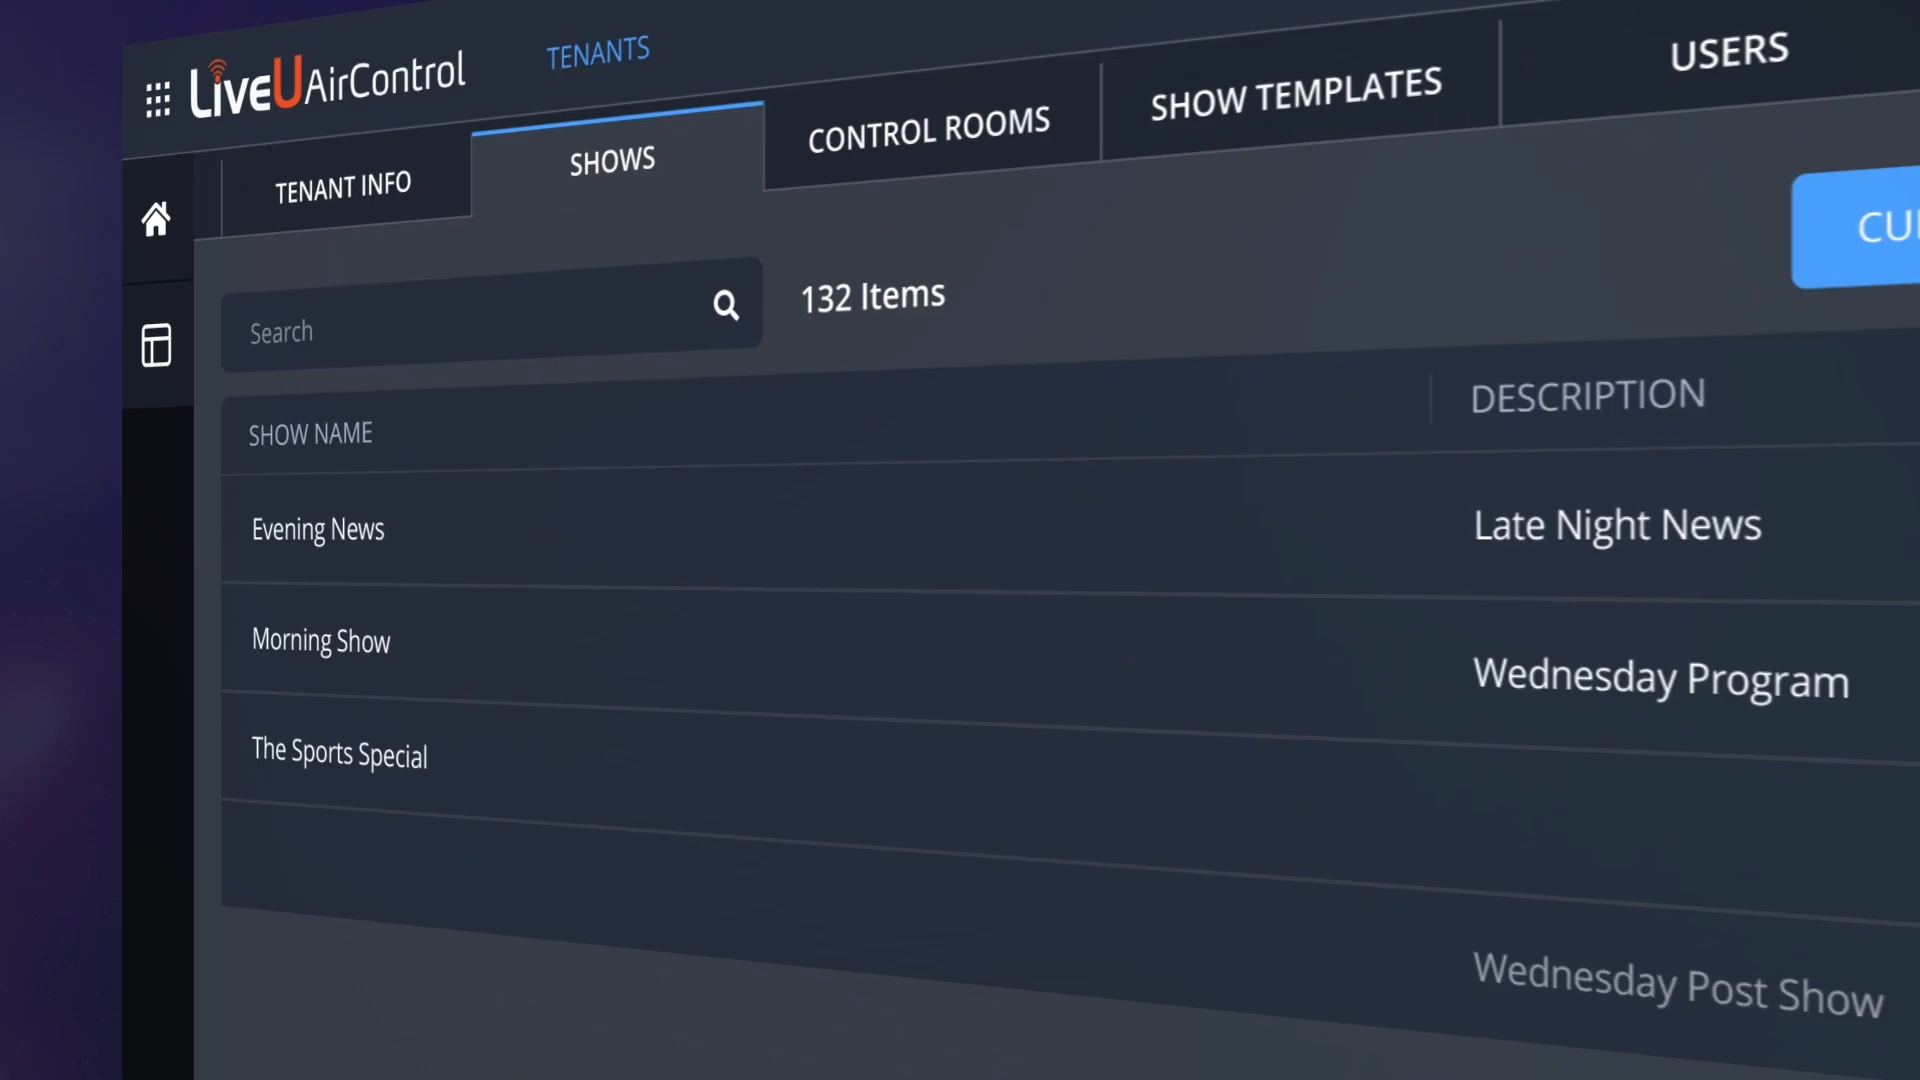 LiveU AirControl
TENANTS
TENANT INFO
SHOWS
CONTROL ROOMS
SHOW TEMPLATES
USERS
Search
132 Items
SHOW NAME
DESCRIPTION
Evening News
Late Night News
Morning Show
Wednesday Program
The Sports Special
Wednesday Post Show